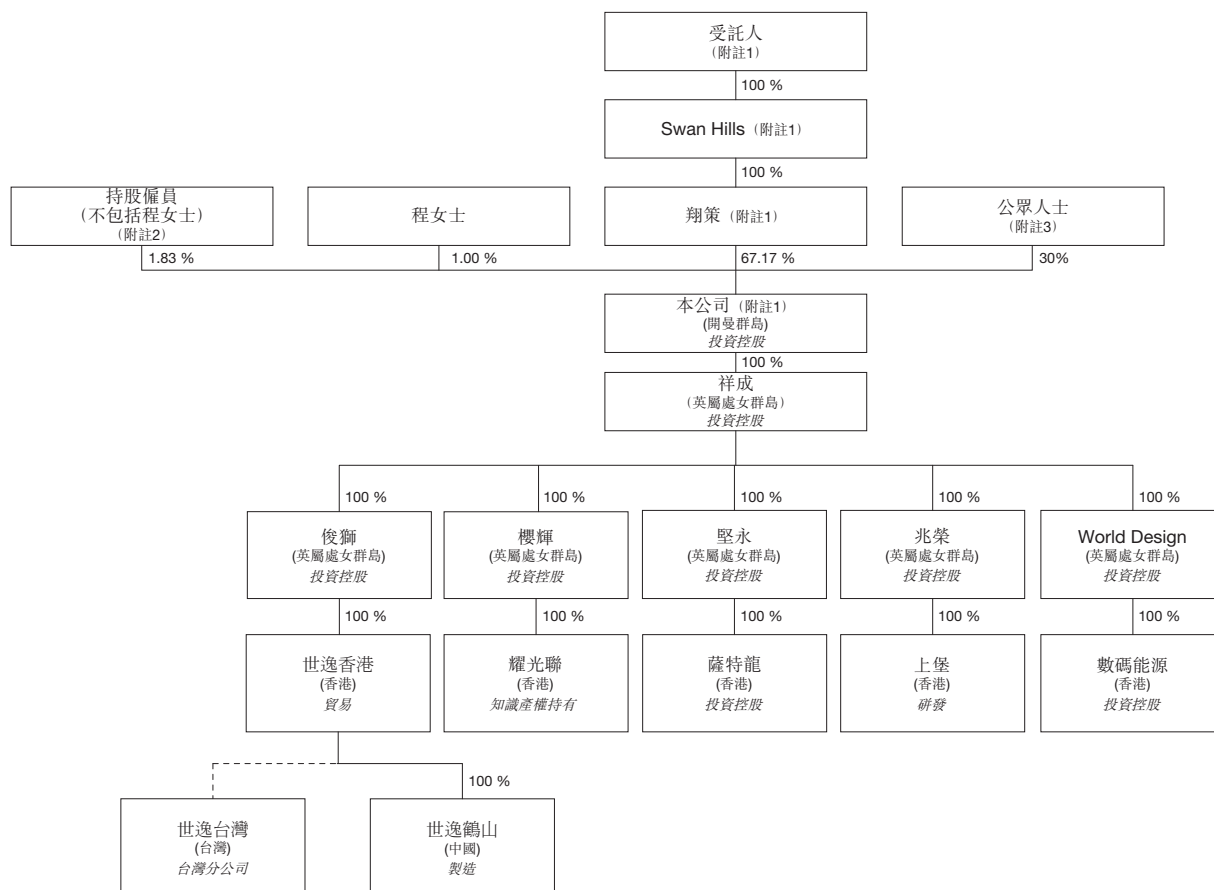 受託人
（附註1）
100 %
Swan Hills（附註1）
100 %
持股僱員
（不包括程女士）
（附註2）
程女士
翔策（附註1）
公眾人士
（附註3）
1.83 %
1.00 %
67.17 %
30%
本公司（附註1）
(開曼群島)
投資控股
100 %
祥成
（英屬處女群島）
投資控股
100 %
100 %
100 %
100 %
100 %
俊獅
(英屬處女群島)
投資控股
櫻輝
(英屬處女群島)
投資控股
堅永
(英屬處女群島)
投資控股
兆榮
(英屬處女群島)
投資控股
World Design
(英屬處女群島)
投資控股
100 %
100 %
100 %
100 %
100 %
世逸香港
(香港)
貿易
耀光聯
(香港)
知識產權持有
薩特龍
(香港)
投資控股
上堡
(香港)
研發
數碼能源
(香港)
投資控股
100 %
世逸台灣
(台灣)
台灣分公司
世逸鶴山
(中國)
製造